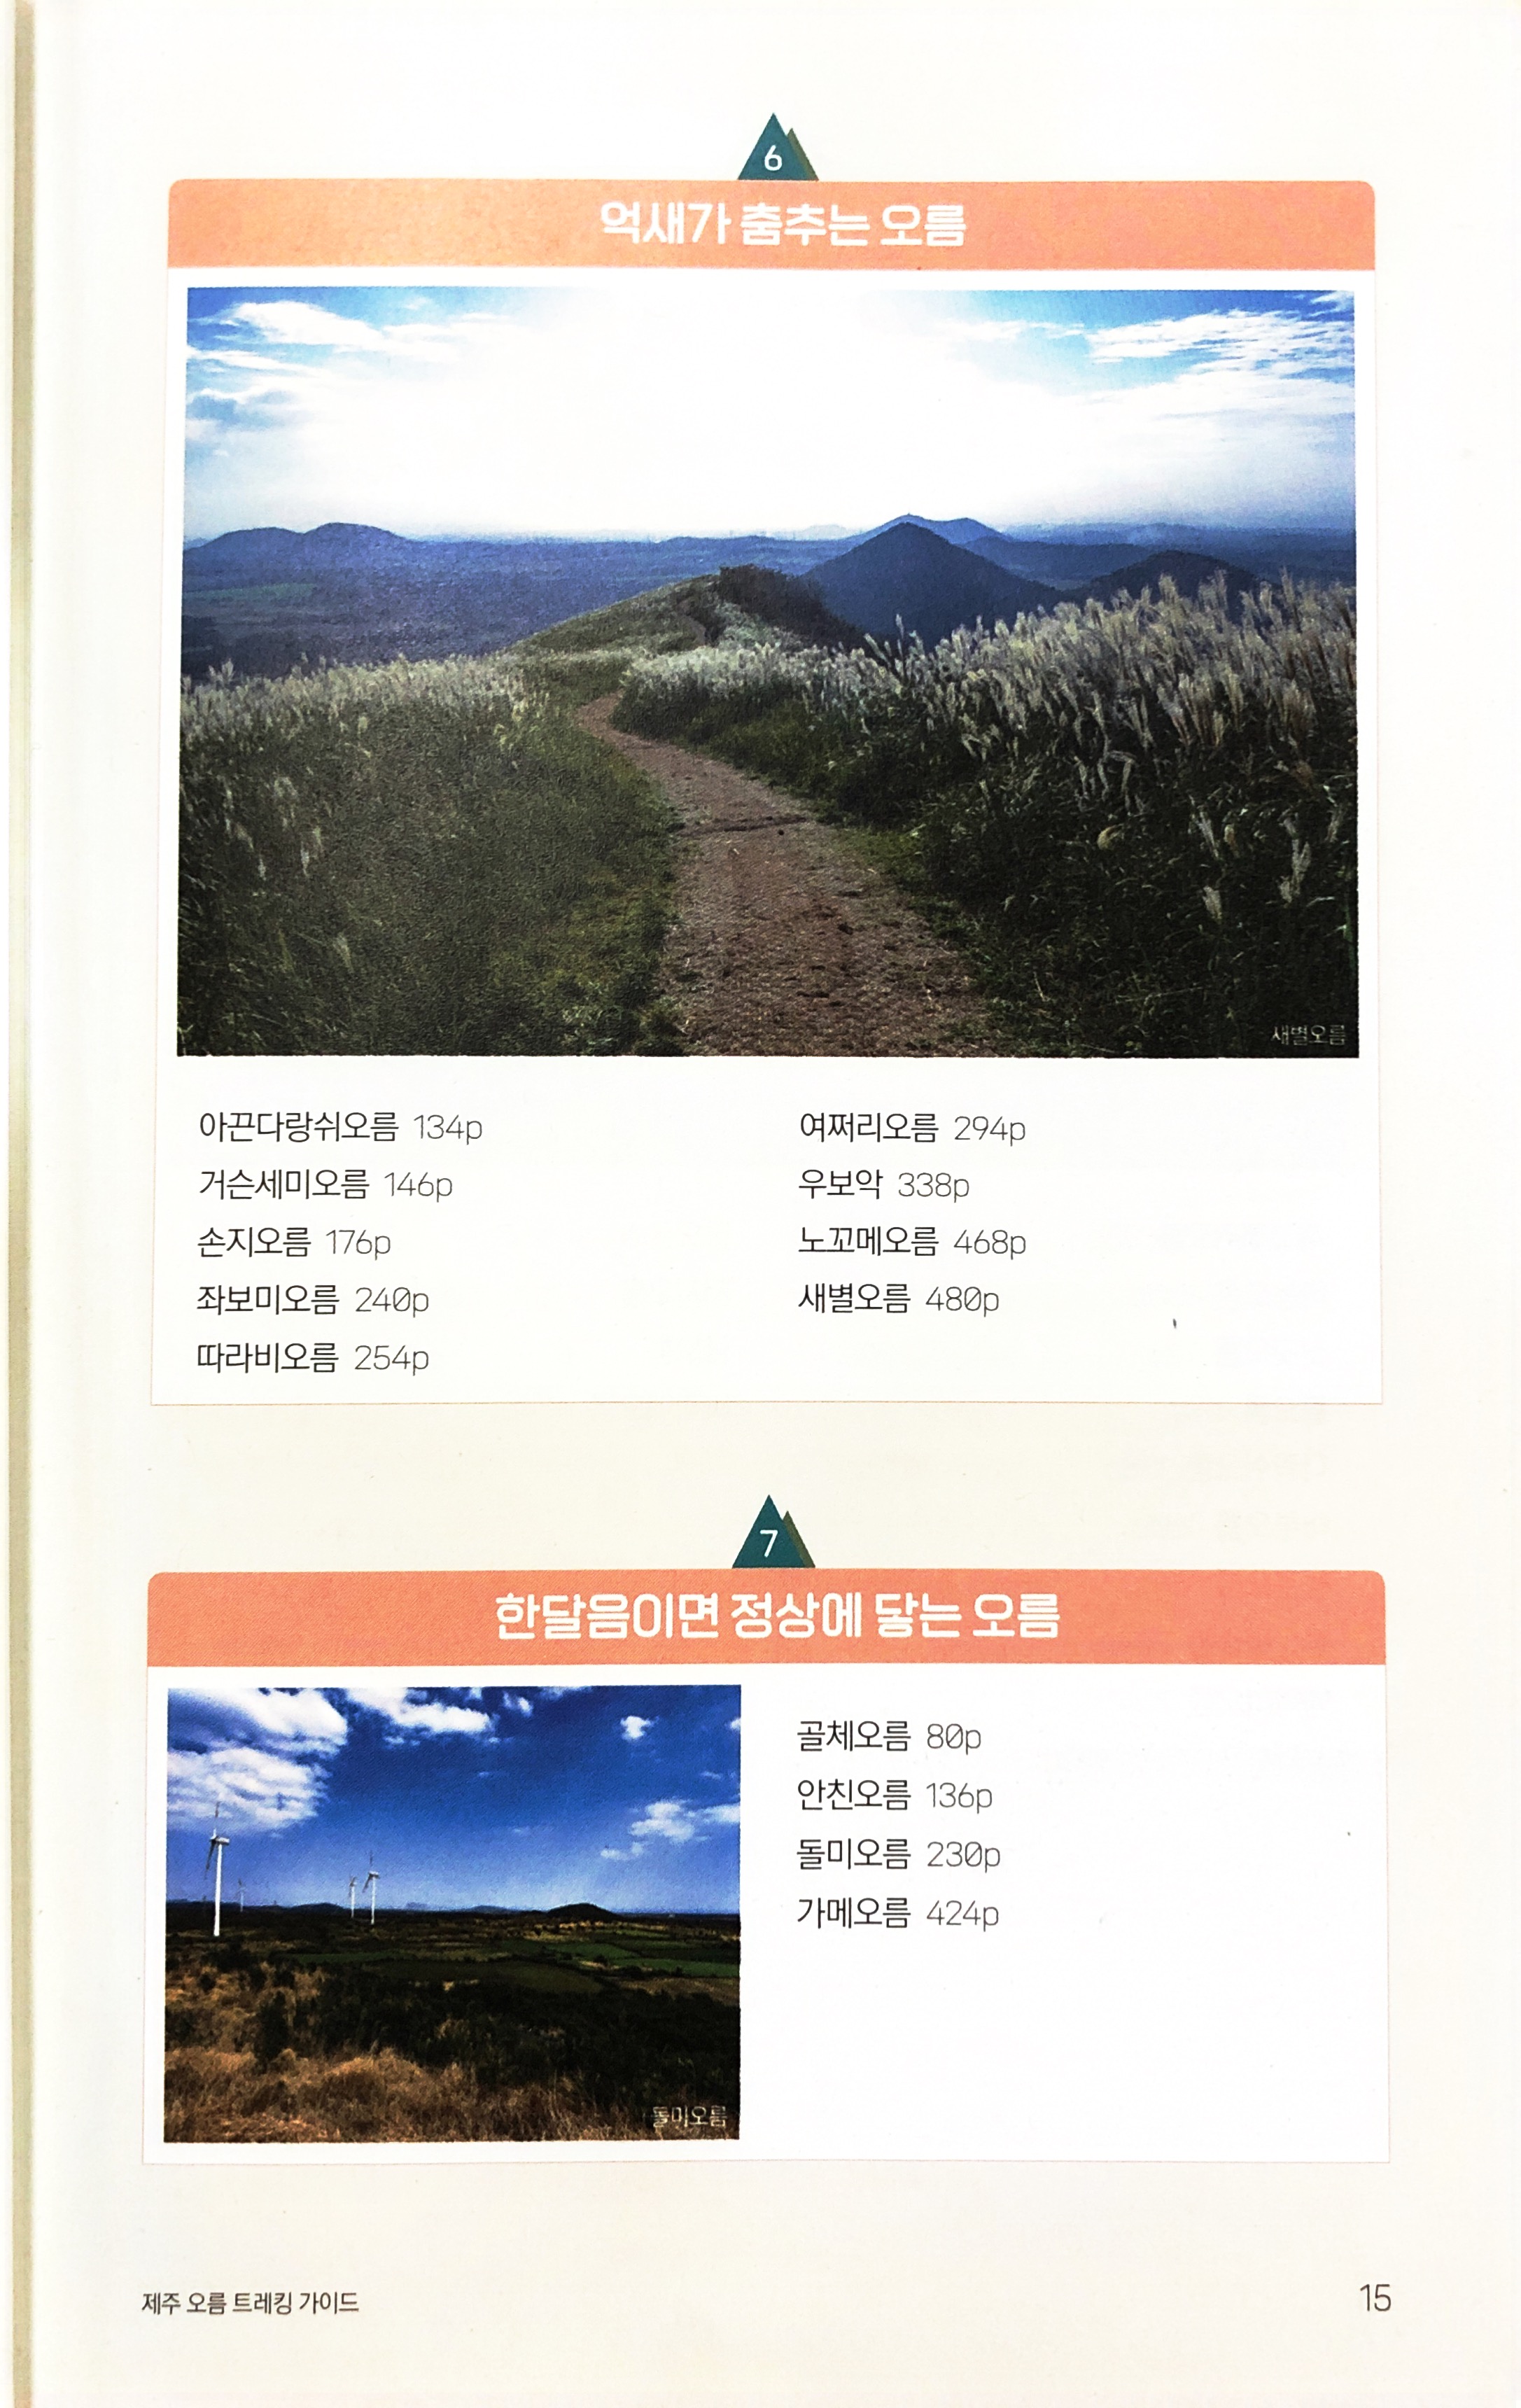 6
억새가 춤추는 오름
새별오름
아끈다랑쉬오름 134p
거슨세미오름 146p
손지오름 176p
좌보미오름 240p
따라비오름 254p
여쩌리오름 294p
우보악 338p
노꼬메오름 468p
새별오름 480p
7
한달음이면 정상에 닿는 오름
돌미오름
골체오름 80p
안친오름 136p
돌미오름 230p
가메오름 424p
제주 오름 트레킹 가이드
15